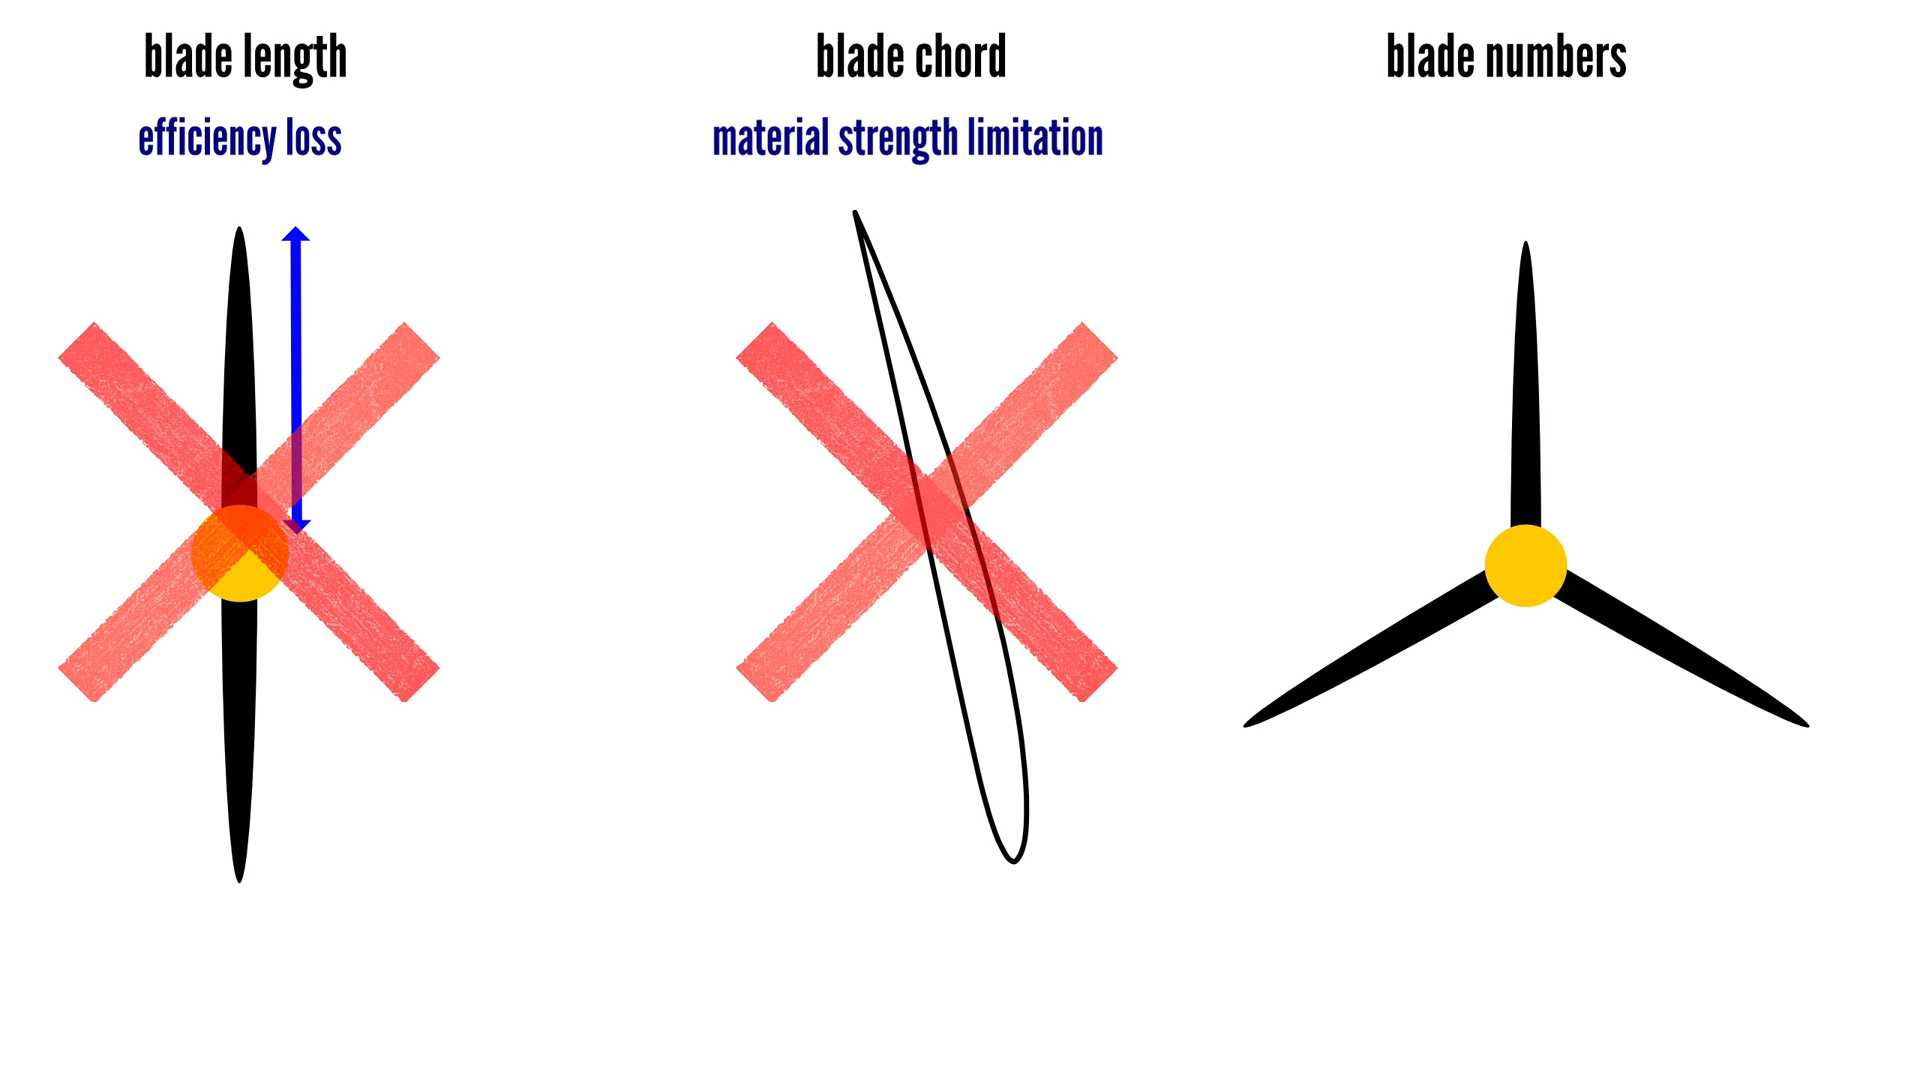 blade length
efficiency loss
blade chord
material strength limitation
blade numbers